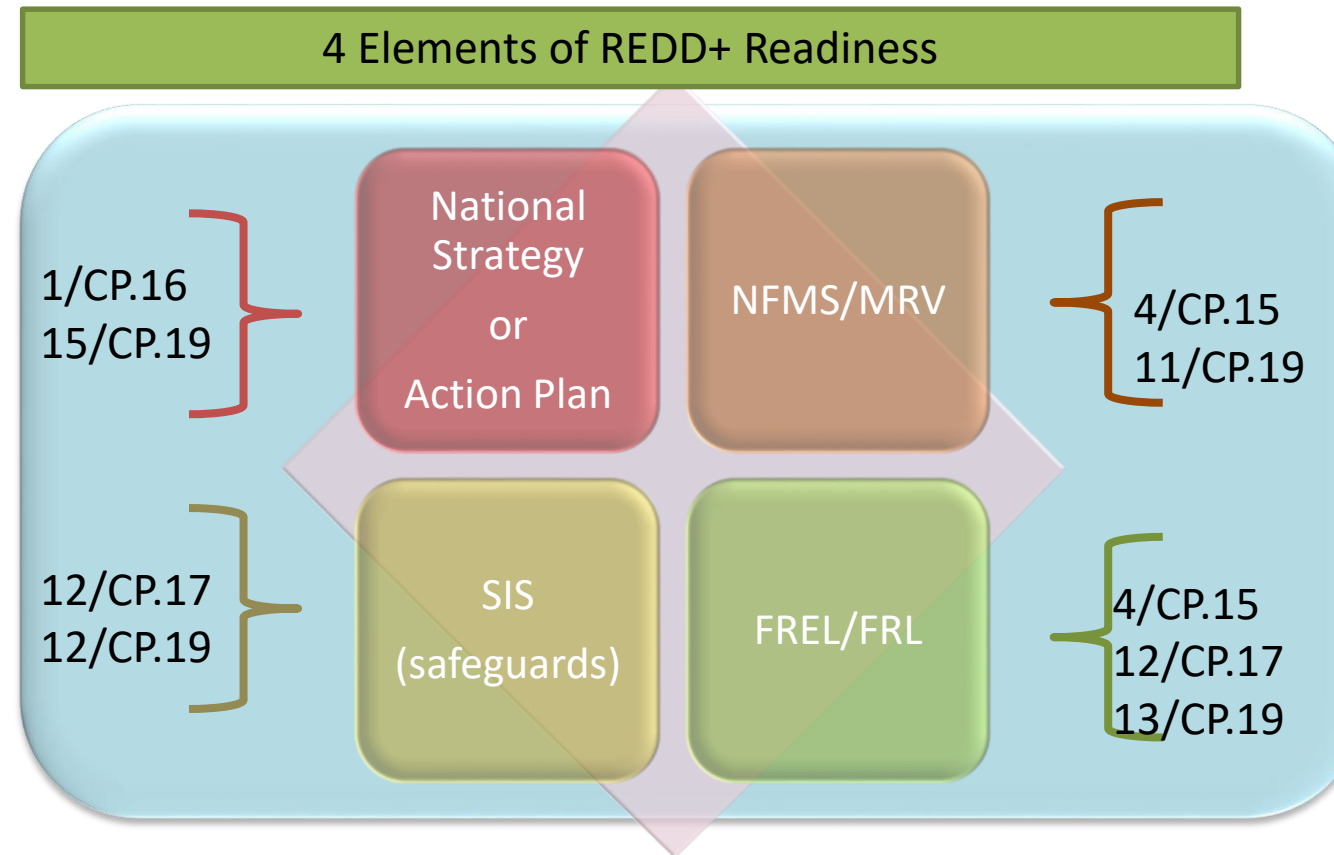 4 Elements of REDD+ Readiness
1/CP.16
15/CP.19
National
Strategy
or
Action Plan
NFMS/MRV
4/CP.15
11/CP.19
12/CP.17
12/CP.19
SIS
(safeguards)
FREL/FRL
4/CP.15
12/CP.17
13/CP.19